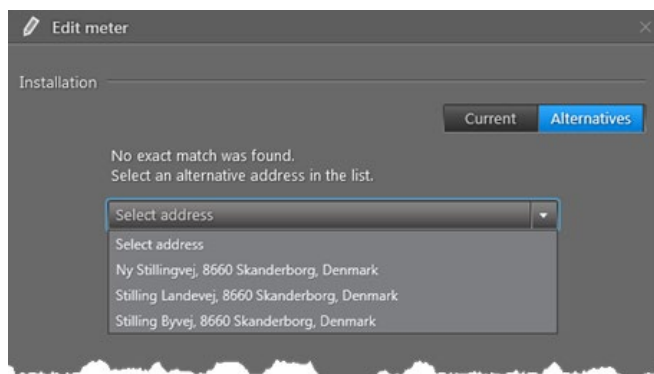 Edit meter
Installation
Current
Alternatives
No exact match was found.
Select an alternative address in the list.
Select address
Select address
Ny Stillingvej, 8660 Skanderborg, Denmark
Stilling Landevej, 8660 Skanderborg, Denmark
Stilling Byvej, 8660 Skanderborg, Denmark